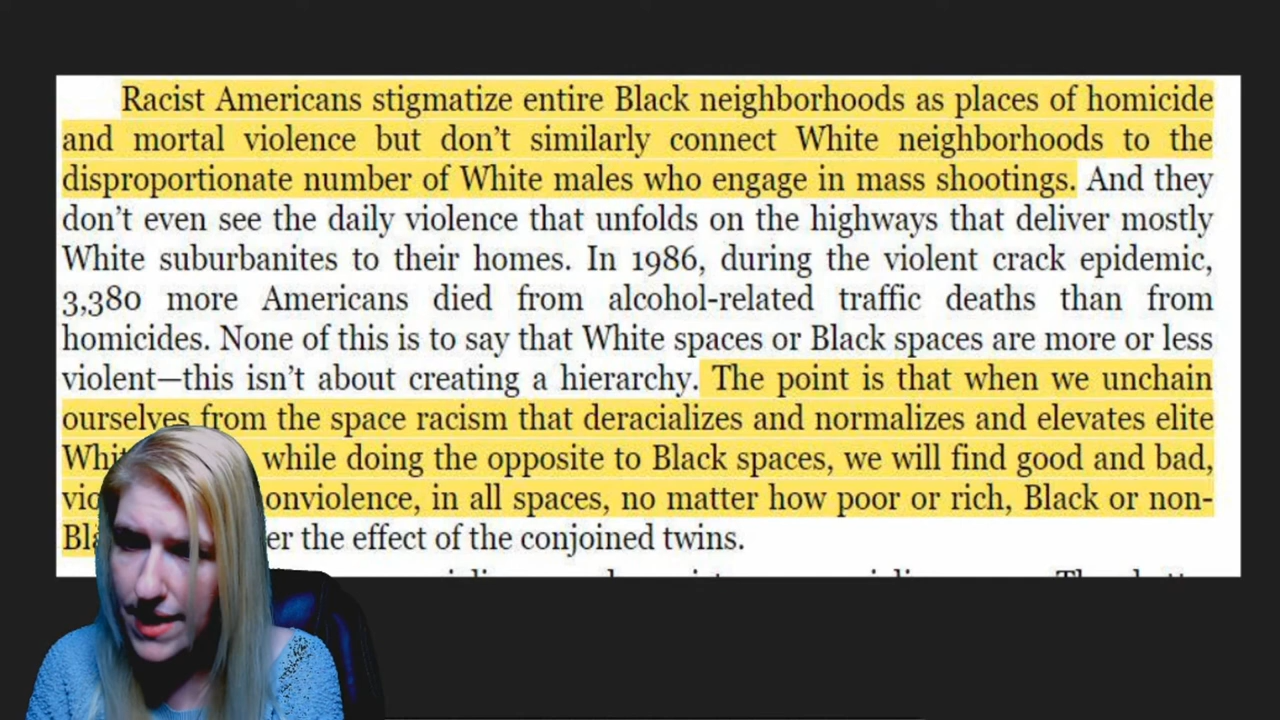 Racist Americans stigmatize entire Black neighborhoods as places of homicide
and mortal violence but don’t similarly connect White neighborhoods to the
disproportionate number of White males who engage in mass shootings. And they
don’t even see the daily violence that unfolds on the highways that deliver mostly
White suburbanites to their homes. In 1986, during the violent crack epidemic,
3,380 more Americans died from alcohol-related traffic deaths than from
homicides. None of this is to say that White spaces or Black spaces are more or less
violent—this isn’t about creating a hierarchy. The point is that when we unchain
ourselves from the space racism that deracializes and normalizes and elevates elite
while doing the opposite to Black spaces, we will find good and bad,
in all spaces, no matter how poor or rich, Black or non-
the effect of the conjoined twins.